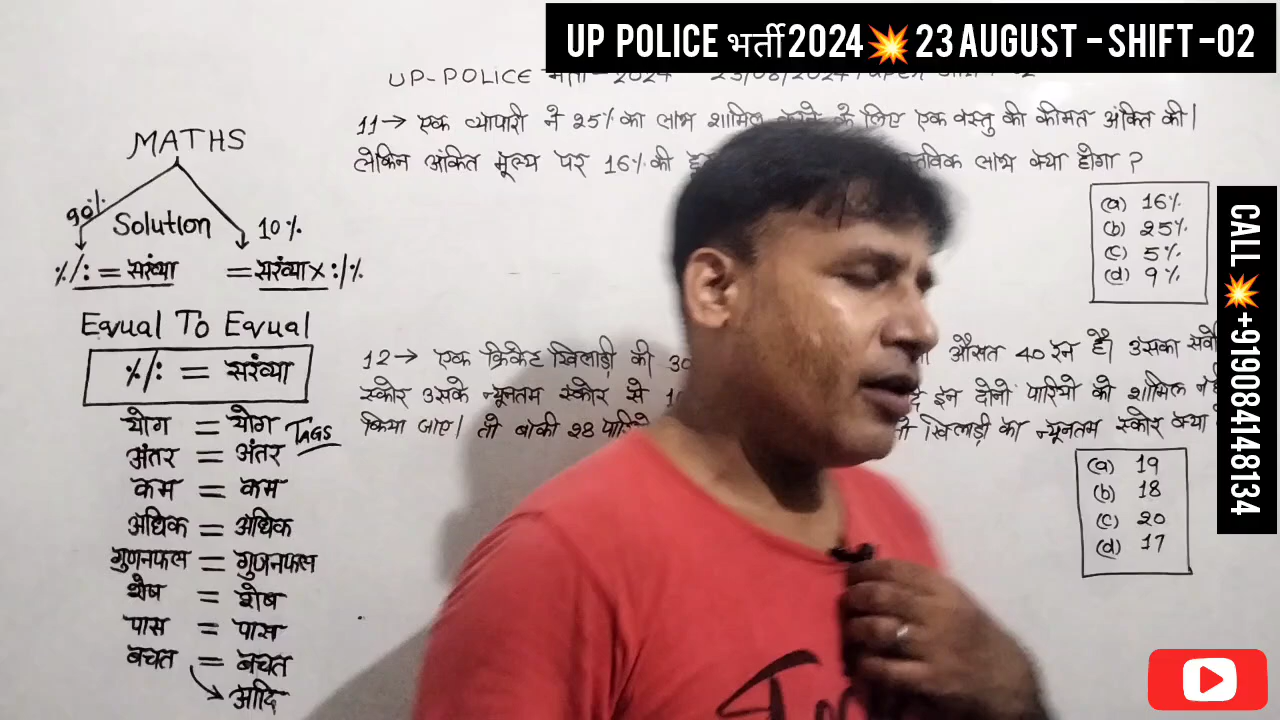 UP POLICE भर्ती 2024 💥 23 AUGUST - SHIFT -02
UP-POLICE भर्ती - 2024
11→ एक व्यापारी ने 25% का लाभ शामिल करने के लिए एक वस्तु की कीमत अंकित की।
लेकिन अंकित मूल्य पर 16% की लाभ क्या होगा ?
(a) 16%
(b) 25%
(c) 5%
(d) 9%
MATHS
90% Solution 10%
%/: = संख्या = संख्या × :/%
Equal To Equal
%/: = संख्या
योग = योग TAGS
अंतर = अंतर
कम = कम
अधिक = अधिक
गुणनफल = गुणनफल
शेष = शेष
पास = पास
बचत = बचत
आदि
12→ एक क्रिकेट खिलाड़ी की 30 औसत 40 रन है। उसका
स्कोर उसके न्यूनतम स्कोर से इन दोनो पारियो को शामिल
किया जाए। तो बाकी 28 खिलाड़ी का न्यूनतम स्कोर क्या
(a) 19
(b) 18
(c) 20
(d) 17
CALL 💥 +919084148134